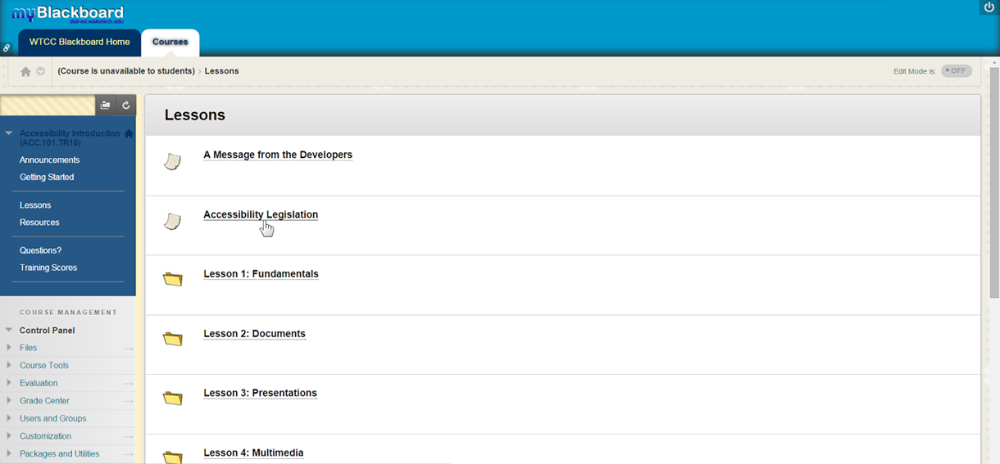 myBlackboard
dist-ed.waketech.edu
WTCC Blackboard Home
Courses
(Course is unavailable to students) > Lessons
Edit Mode is: OFF
Accessibility Introduction
(ACC.101.TR16)
Announcements
Getting Started
Lessons
Resources
Questions?
Training Scores
COURSE MANAGEMENT
Control Panel
Files
Course Tools
Evaluation
Grade Center
Users and Groups
Customization
Packages and Utilities
Lessons
A Message from the Developers
Accessibility Legislation
Lesson 1: Fundamentals
Lesson 2: Documents
Lesson 3: Presentations
Lesson 4: Multimedia